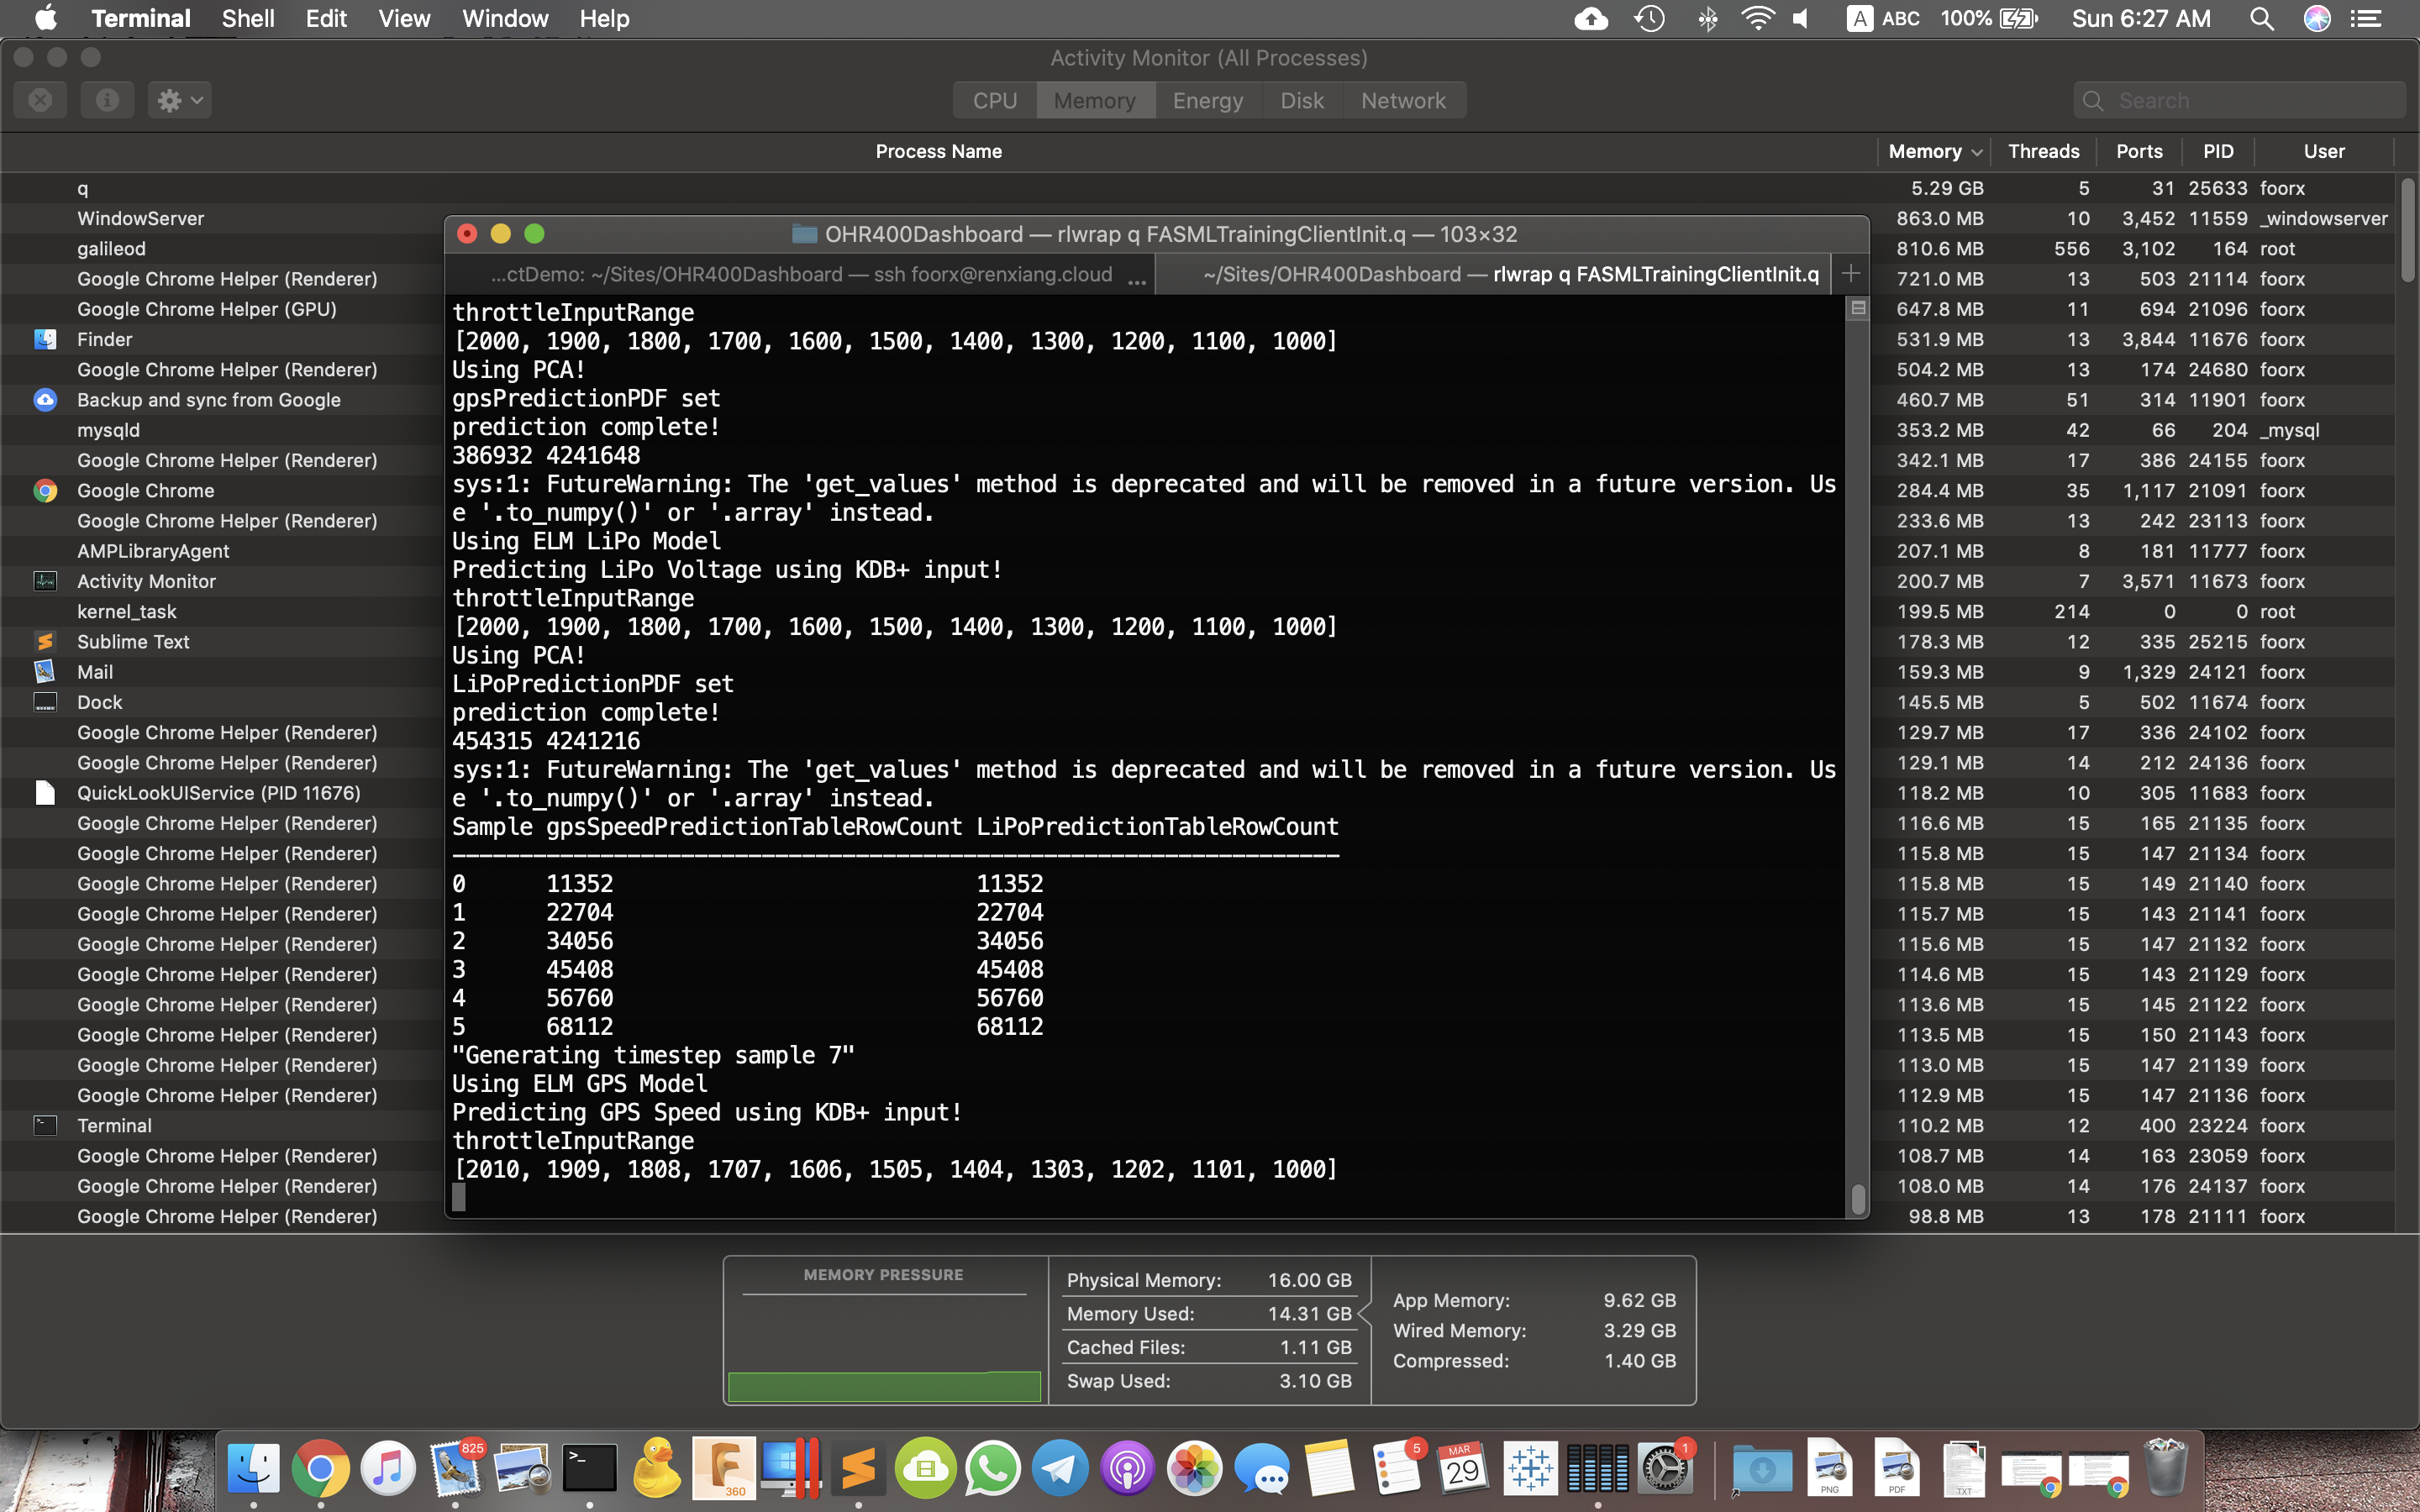 Terminal Shell Edit View Window Help A ABC 100% Sun 6:27 AM
Activity Monitor (All Processes)
CPU Memory Energy Disk Network Search
Process Name Memory Threads Ports PID User
q 5.29 GB 5 31 25633 foorx
WindowServer 863.0 MB 10 3,452 11559 _windowserver
galileod 810.6 MB 556 3,102 164 root
Google Chrome Helper (Renderer) 721.0 MB 13 503 21114 foorx
Google Chrome Helper (GPU) 647.8 MB 11 694 21096 foorx
Finder 531.9 MB 13 3,844 11676 foorx
Google Chrome Helper (Renderer) 504.2 MB 13 174 24680 foorx
Backup and sync from Google 460.7 MB 51 314 11901 foorx
mysqld 353.2 MB 42 66 204 _mysql
Google Chrome Helper (Renderer) 342.1 MB 17 386 24155 foorx
Google Chrome 284.4 MB 35 1,117 21091 foorx
Google Chrome Helper (Renderer) 233.6 MB 13 242 23113 foorx
AMPLibraryAgent 207.1 MB 8 181 11777 foorx
Activity Monitor 200.7 MB 7 3,571 11673 foorx
kernel_task 199.5 MB 214 0 0 root
Sublime Text 178.3 MB 12 335 25215 foorx
Mail 159.3 MB 9 1,329 24121 foorx
Dock 145.5 MB 5 502 11674 foorx
Google Chrome Helper (Renderer) 129.7 MB 17 336 24102 foorx
Google Chrome Helper (Renderer) 129.1 MB 14 212 24136 foorx
QuickLookUIService (PID 11676) 118.2 MB 10 305 11683 foorx
Google Chrome Helper (Renderer) 116.6 MB 15 165 21135 foorx
Google Chrome Helper (Renderer) 115.8 MB 15 147 21134 foorx
Google Chrome Helper (Renderer) 115.8 MB 15 149 21140 foorx
Google Chrome Helper (Renderer) 115.7 MB 15 143 21141 foorx
Google Chrome Helper (Renderer) 115.6 MB 15 147 21132 foorx
Google Chrome Helper (Renderer) 114.6 MB 15 143 21129 foorx
Google Chrome Helper (Renderer) 113.6 MB 15 145 21122 foorx
Google Chrome Helper (Renderer) 113.5 MB 15 150 21143 foorx
Google Chrome Helper (Renderer) 113.0 MB 15 147 21139 foorx
Google Chrome Helper (Renderer) 112.9 MB 15 147 21136 foorx
Terminal 110.2 MB 12 400 23224 foorx
Google Chrome Helper (Renderer) 108.7 MB 14 163 23059 foorx
Google Chrome Helper (Renderer) 108.0 MB 14 176 24137 foorx
Google Chrome Helper (Renderer) 98.8 MB 13 178 21111 foorx
OHR400Dashboard — rlwrap q FASMLTrainingClientInit.q — 103×32
...ctDemo: ~/Sites/OHR400Dashboard — ssh foorx@renxiang.cloud ... ~/Sites/OHR400Dashboard — rlwrap q FASMLTrainingClientInit.q +
throttleInputRange
[2000, 1900, 1800, 1700, 1600, 1500, 1400, 1300, 1200, 1100, 1000]
Using PCA!
gpsPredictionPDF set
prediction complete!
386932 4241648
sys:1: FutureWarning: The 'get_values' method is deprecated and will be removed in a future version. Us
e '.to_numpy()' or '.array' instead.
Using ELM LiPo Model
Predicting LiPo Voltage using KDB+ input!
throttleInputRange
[2000, 1900, 1800, 1700, 1600, 1500, 1400, 1300, 1200, 1100, 1000]
Using PCA!
LiPoPredictionPDF set
prediction complete!
454315 4241216
sys:1: FutureWarning: The 'get_values' method is deprecated and will be removed in a future version. Us
e '.to_numpy()' or '.array' instead.
Sample gpsSpeedPredictionTableRowCount LiPoPredictionTableRowCount
------------------------------------------------------------------
0 11352 11352
1 22704 22704
2 34056 34056
3 45408 45408
4 56760 56760
5 68112 68112
"Generating timestep sample 7"
Using ELM GPS Model
Predicting GPS Speed using KDB+ input!
throttleInputRange
[2010, 1909, 1808, 1707, 1606, 1505, 1404, 1303, 1202, 1101, 1000]
MEMORY PRESSURE
Physical Memory: 16.00 GB
Memory Used: 14.31 GB
Cached Files: 1.11 GB
Swap Used: 3.10 GB
App Memory: 9.62 GB
Wired Memory: 3.29 GB
Compressed: 1.40 GB
825 >_ F 360 5 MAR 29 1 PNG PDF TXT